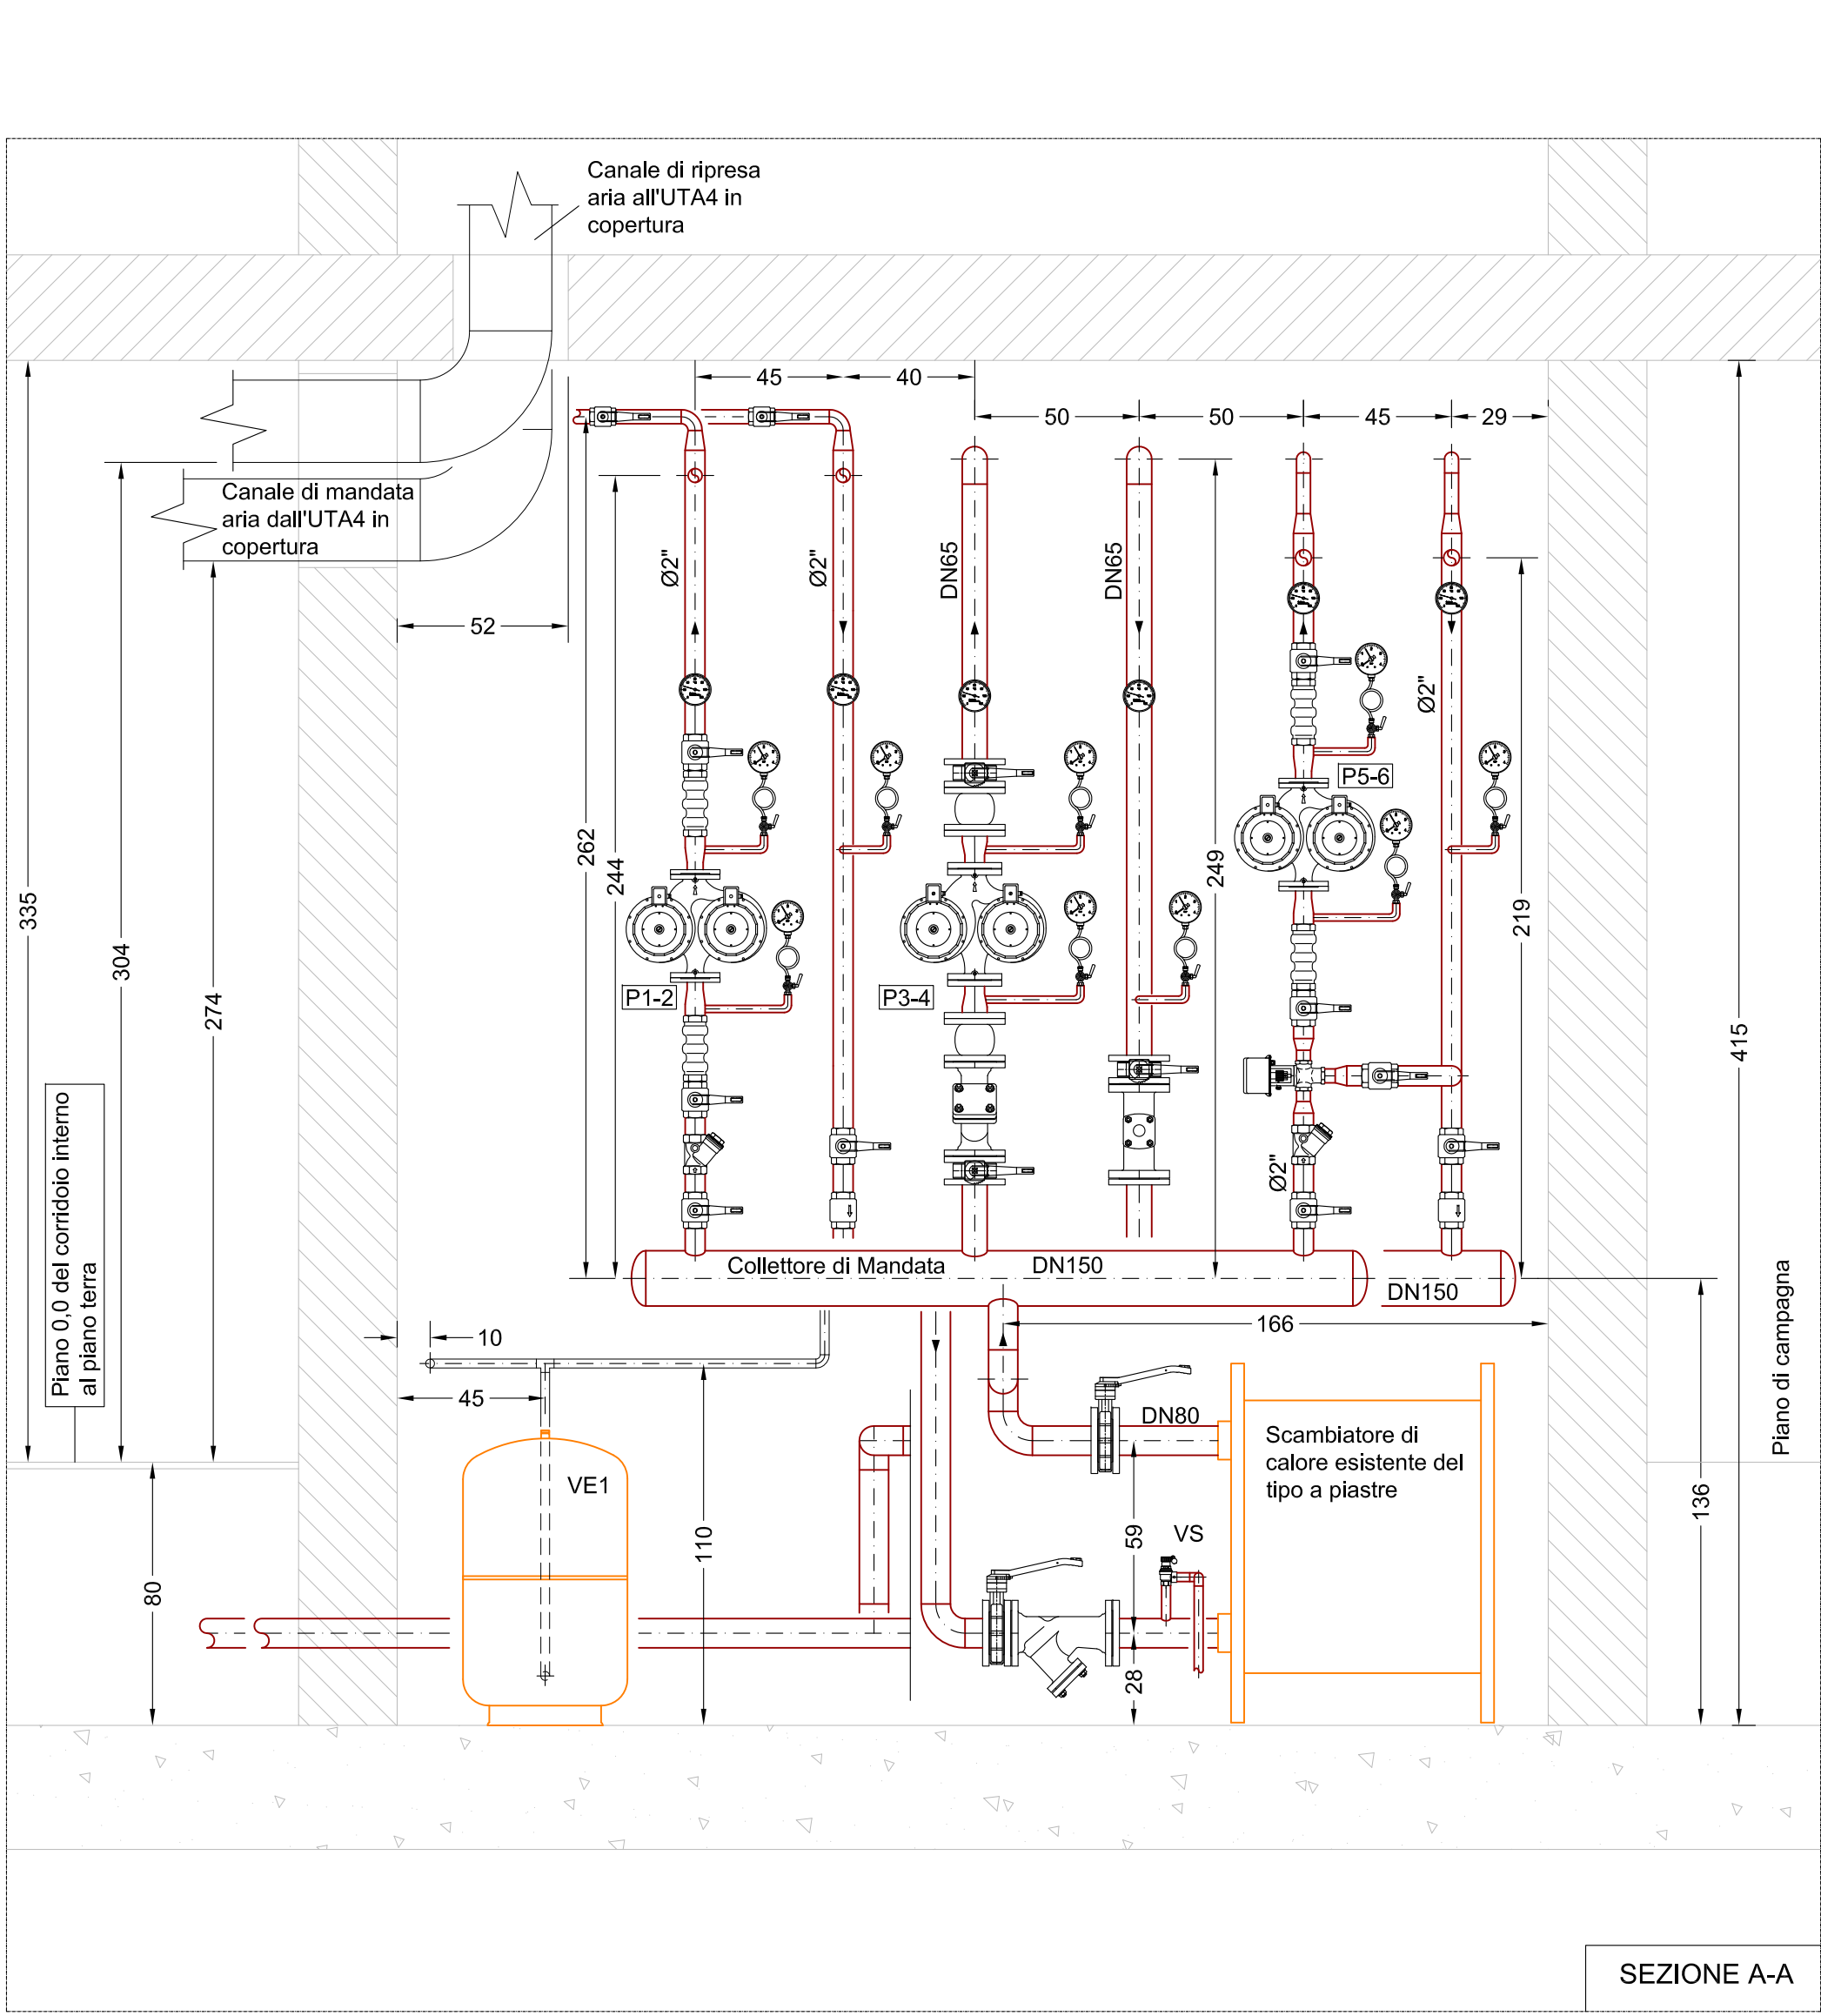 Canale di ripresa
aria all'UTA4 in
copertura
45
40
50
50
45
29
Canale di mandata
aria dall'UTA4 in
copertura
52
Ø2"
Ø2"
DN65
DN65
Ø2"
P5-6
335
304
274
262
244
249
219
415
P1-2
P3-4
Ø2"
Piano 0,0 del corridoio interno
al piano terra
Collettore di Mandata
DN150
DN150
166
10
45
Piano di campagna
DN80
Scambiatore di
calore esistente del
tipo a piastre
VE1
VS
80
110
59
28
136
SEZIONE A-A